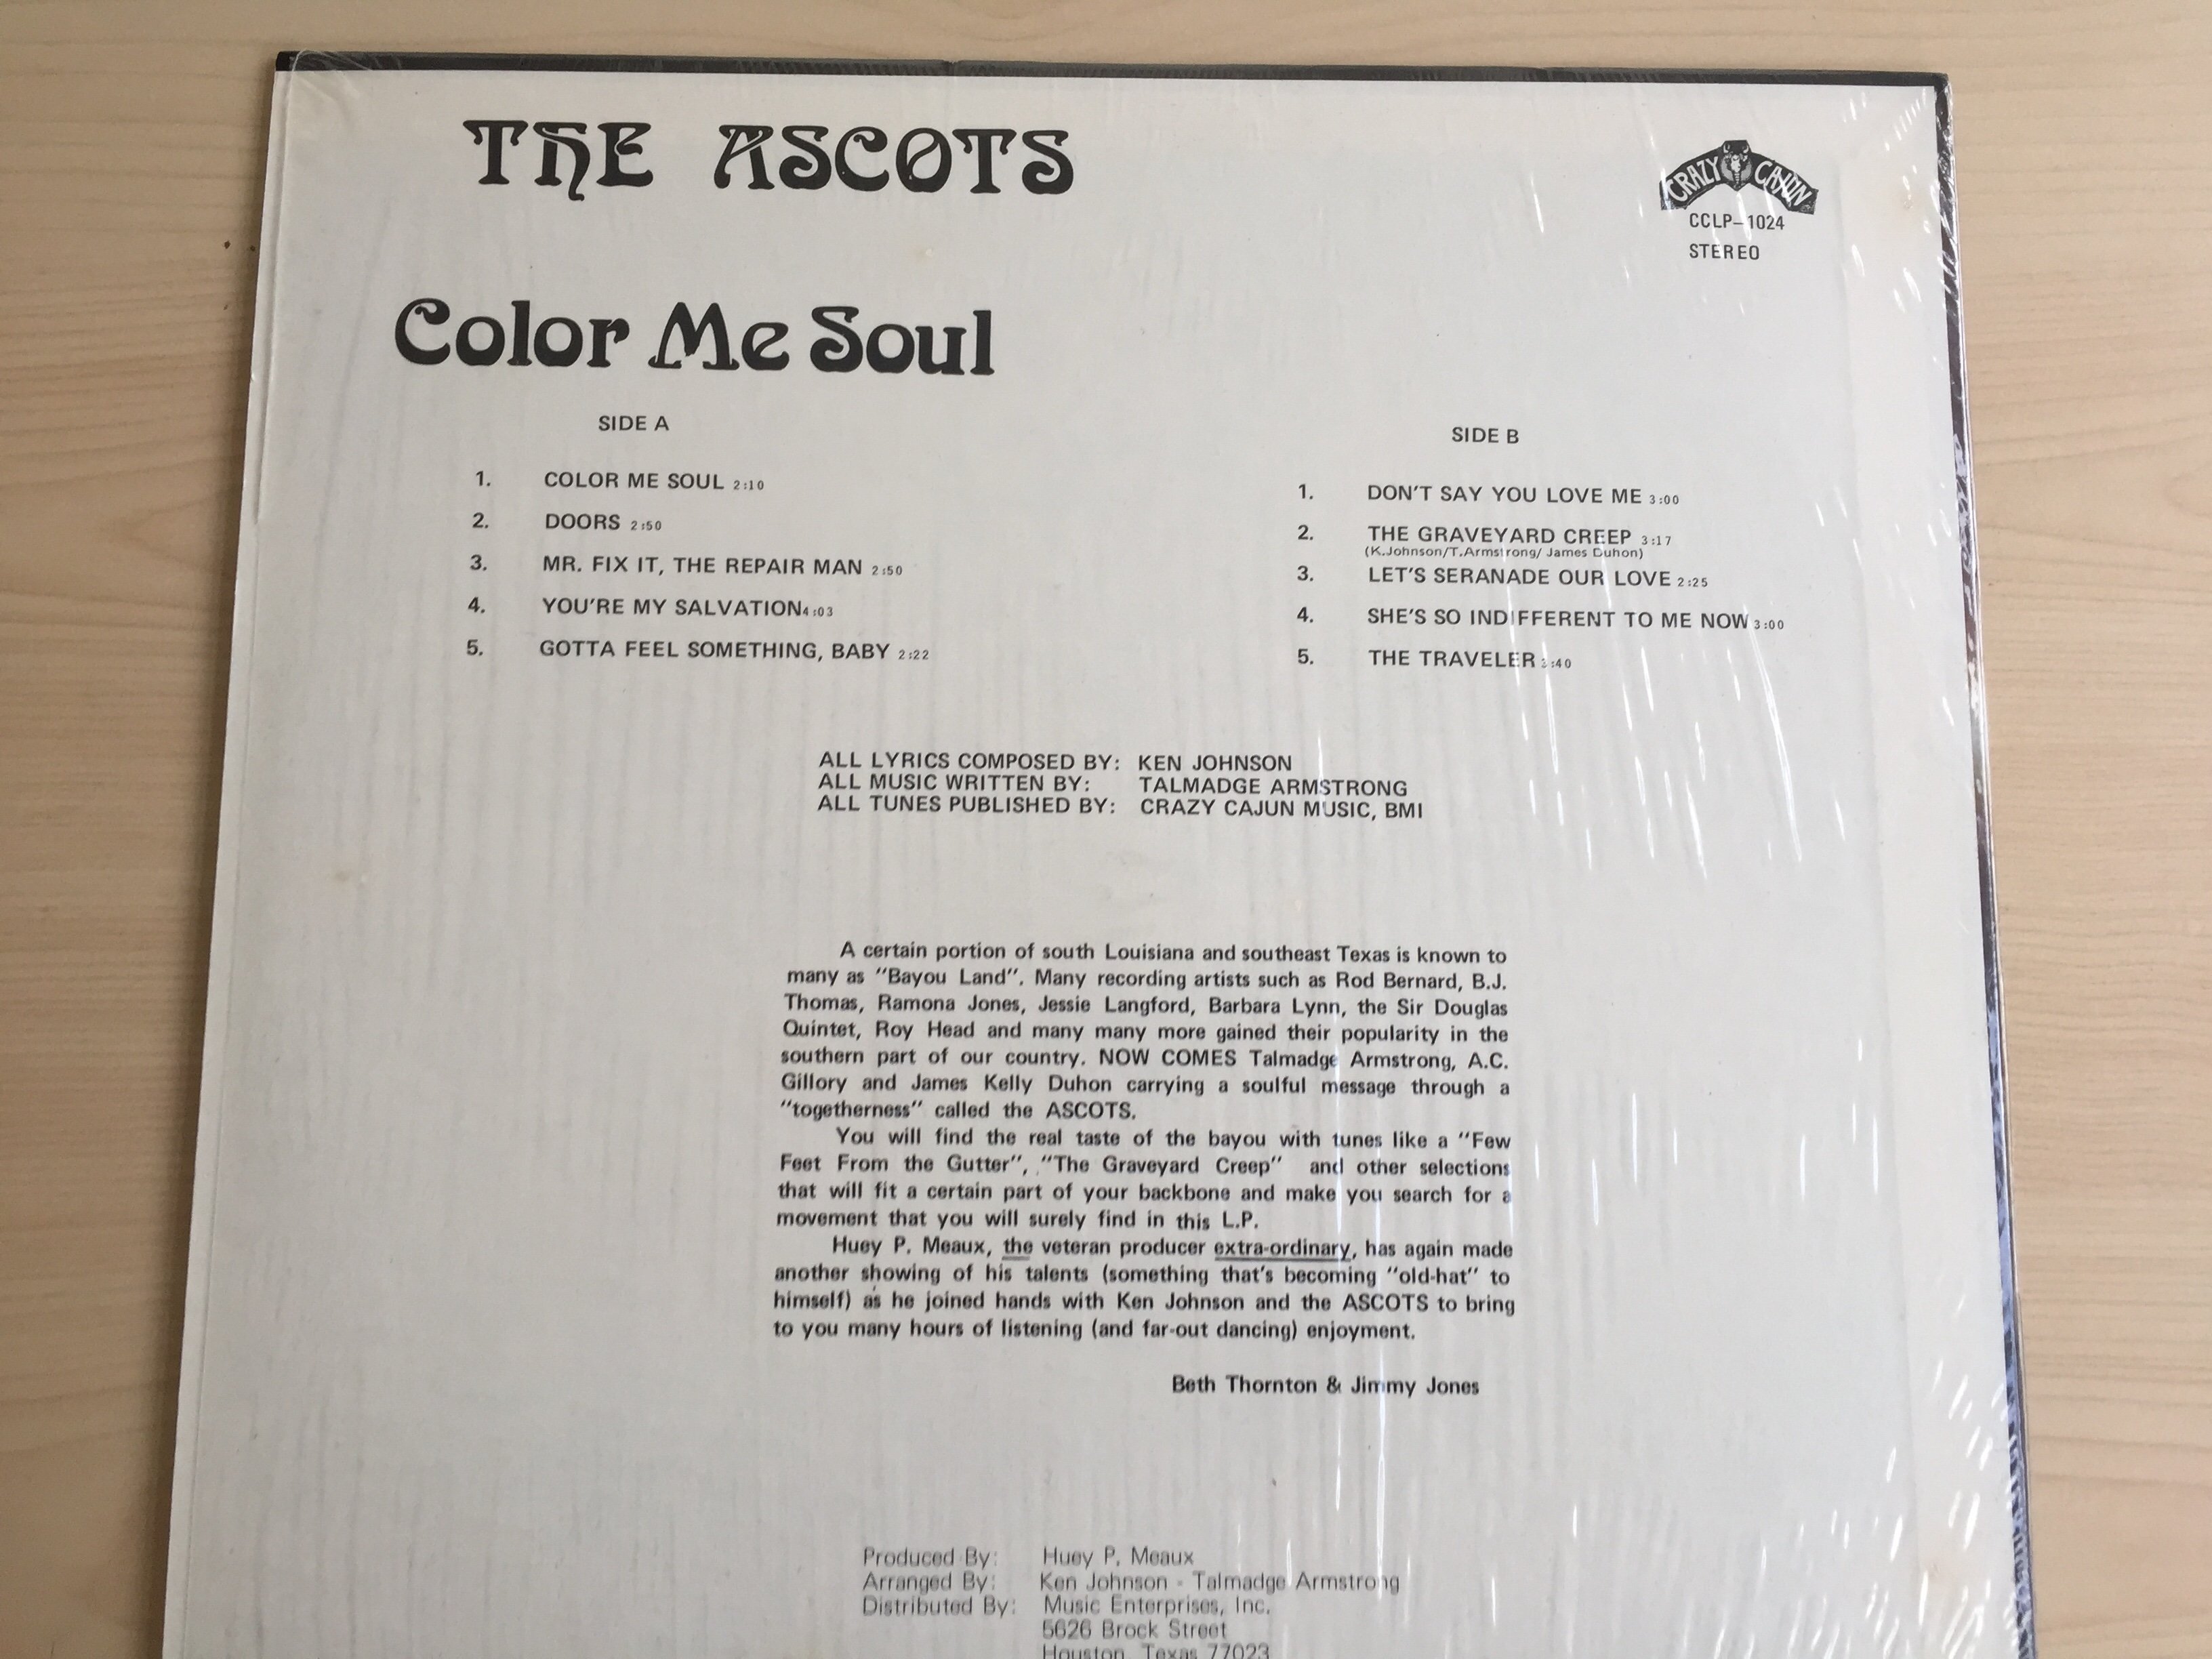 THE ASCOTS
CRAZY CAJUN
CCLP-1024
STEREO
Color Me Soul
SIDE A
1. COLOR ME SOUL 2:10
2. DOORS 2:50
3. MR. FIX IT, THE REPAIR MAN 2:50
4. YOU'RE MY SALVATION 4:03
5. GOTTA FEEL SOMETHING, BABY 2:22
SIDE B
1. DON'T SAY YOU LOVE ME 3:00
2. THE GRAVEYARD CREEP 3:17
(K.Johnson/T.Armstrong/ James Duhon)
3. LET'S SERANADE OUR LOVE 2:25
4. SHE'S SO INDIFFERENT TO ME NOW 3:00
5. THE TRAVELER 3:40
ALL LYRICS COMPOSED BY: KEN JOHNSON
ALL MUSIC WRITTEN BY: TALMADGE ARMSTRONG
ALL TUNES PUBLISHED BY: CRAZY CAJUN MUSIC, BMI
A certain portion of south Louisiana and southeast Texas is known to
many as "Bayou Land". Many recording artists such as Rod Bernard, B.J.
Thomas, Ramona Jones, Jessie Langford, Barbara Lynn, the Sir Douglas
Quintet, Roy Head and many many more gained their popularity in the
southern part of our country. NOW COMES Talmadge Armstrong, A.C.
Gillory and James Kelly Duhon carrying a soulful message through a
"togetherness" called the ASCOTS.
You will find the real taste of the bayou with tunes like a "Few
Feet From the Gutter", "The Graveyard Creep" and other selections
that will fit a certain part of your backbone and make you search for a
movement that you will surely find in this L.P.
Huey P. Meaux, the veteran producer extra-ordinary, has again made
another showing of his talents (something that's becoming "old-hat" to
himself) as he joined hands with Ken Johnson and the ASCOTS to bring
to you many hours of listening (and far-out dancing) enjoyment.
Beth Thornton & Jimmy Jones
Produced By: Huey P. Meaux
Arranged By: Ken Johnson - Talmadge Armstrong
Distributed By: Music Enterprises, Inc.
5626 Brock Street
Houston, Texas 77023